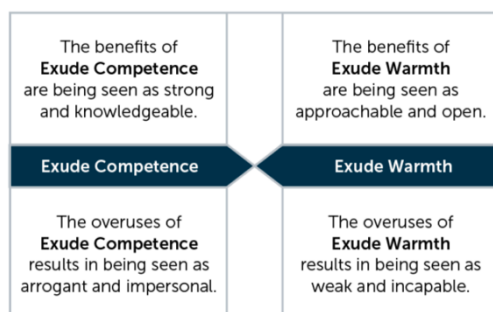 The benefits of
Exude Competence
are being seen as strong
and knowledgeable.
The benefits of
Exude Warmth
are being seen as
approachable and open.
Exude Competence
Exude Warmth
The overuses of
Exude Competence
results in being seen as
arrogant and impersonal.
The overuses of
Exude Warmth
results in being seen as
weak and incapable.